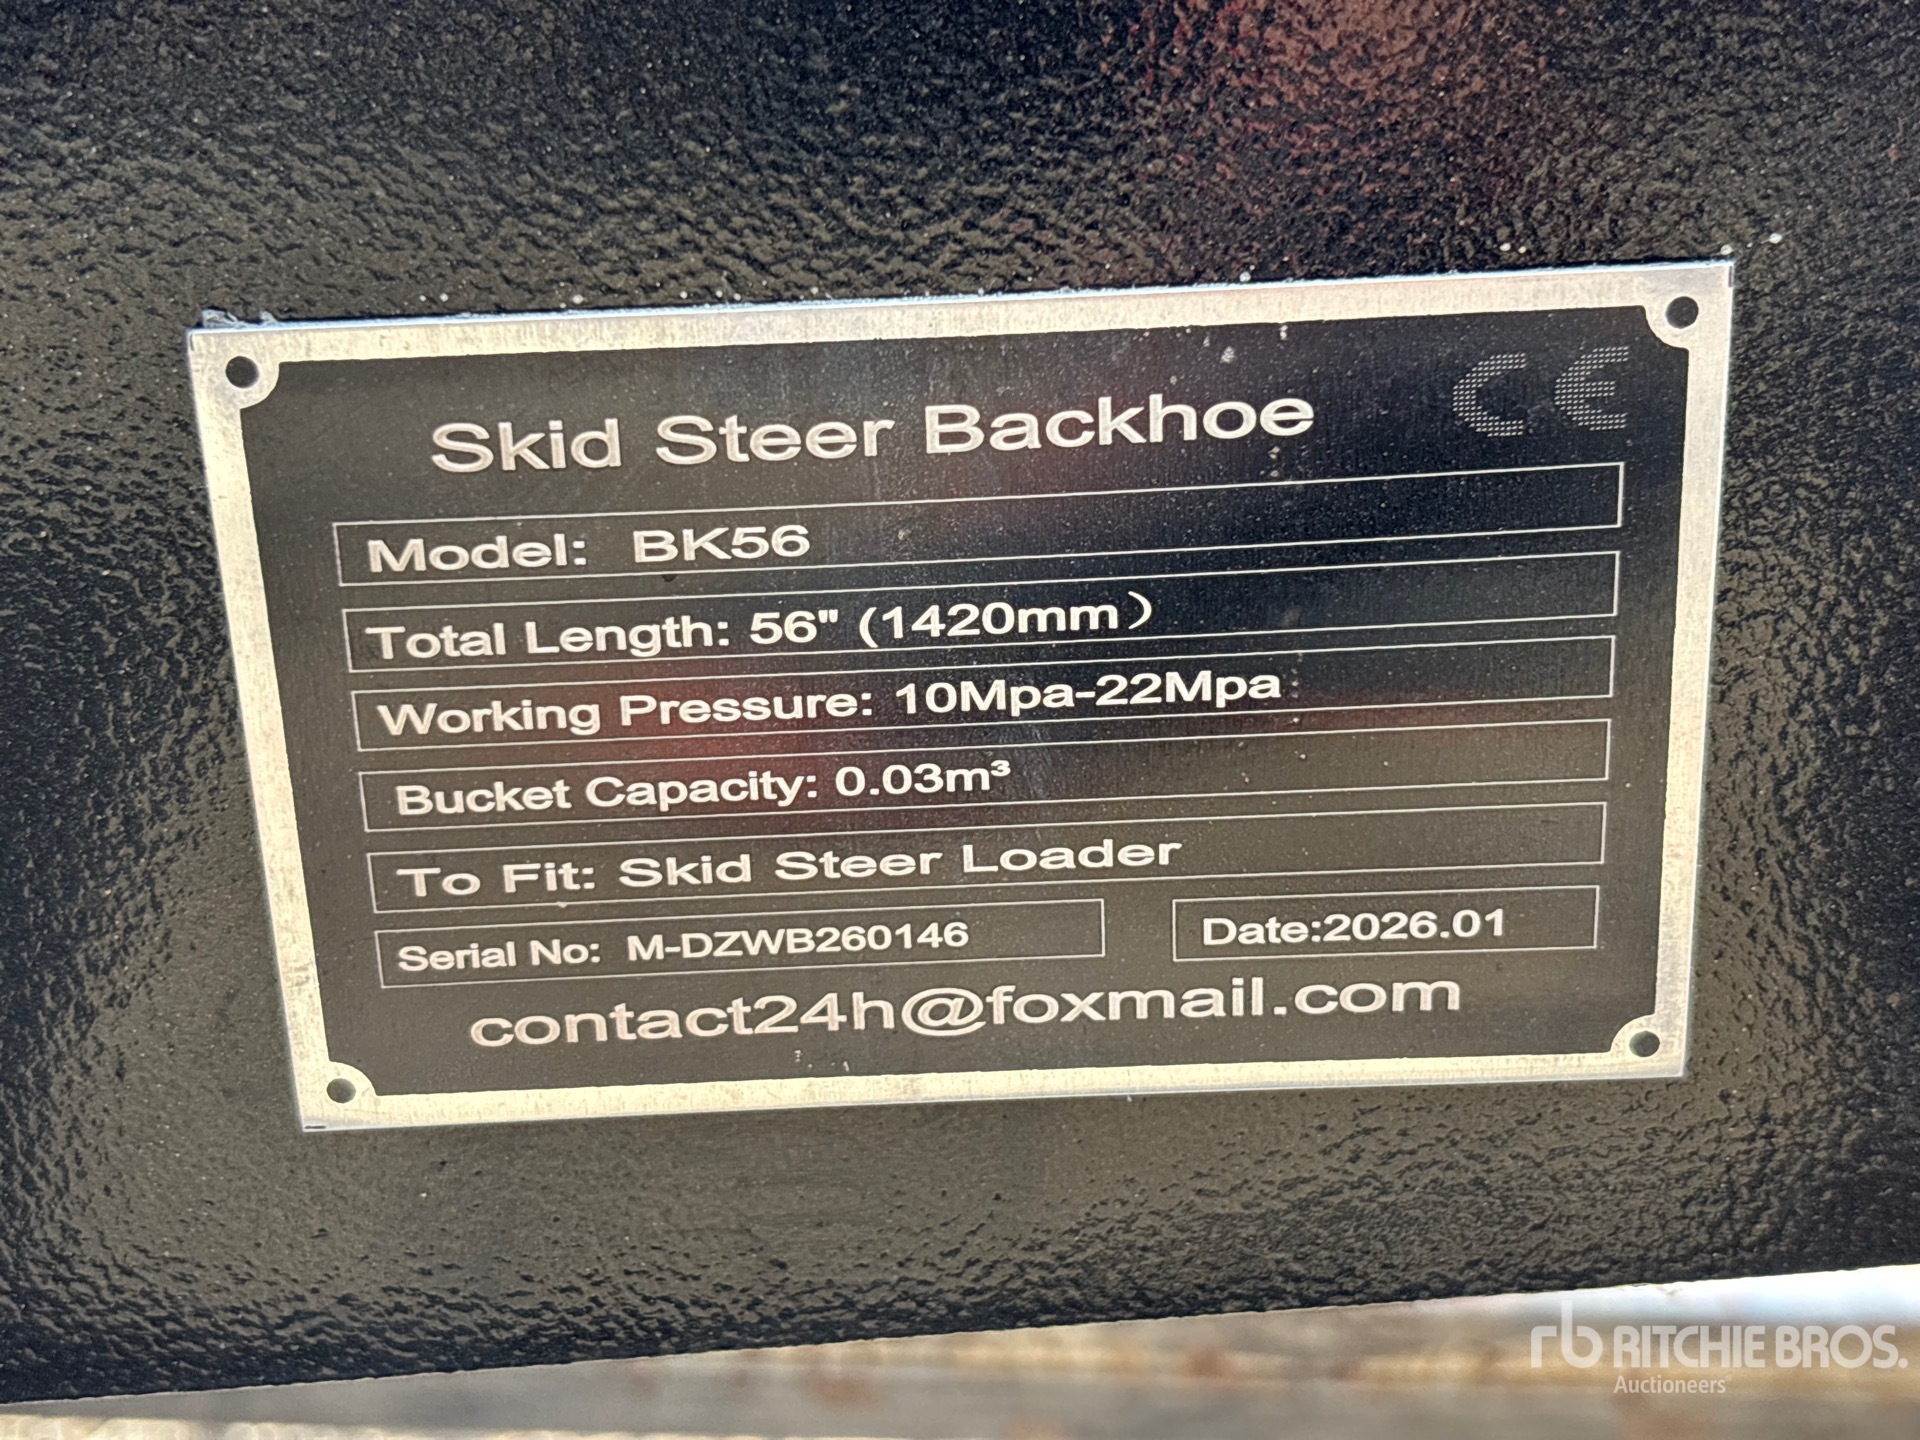 CE
Skid Steer Backhoe
Model: BK56
Total Length: 56" (1420mm）
Working Pressure: 10Mpa-22Mpa
Bucket Capacity: 0.03m³
To Fit: Skid Steer Loader
Serial No: M-DZWB260146
Date:2026.01
contact24h@foxmail.com
rb RITCHIE BROS.
Auctioneers